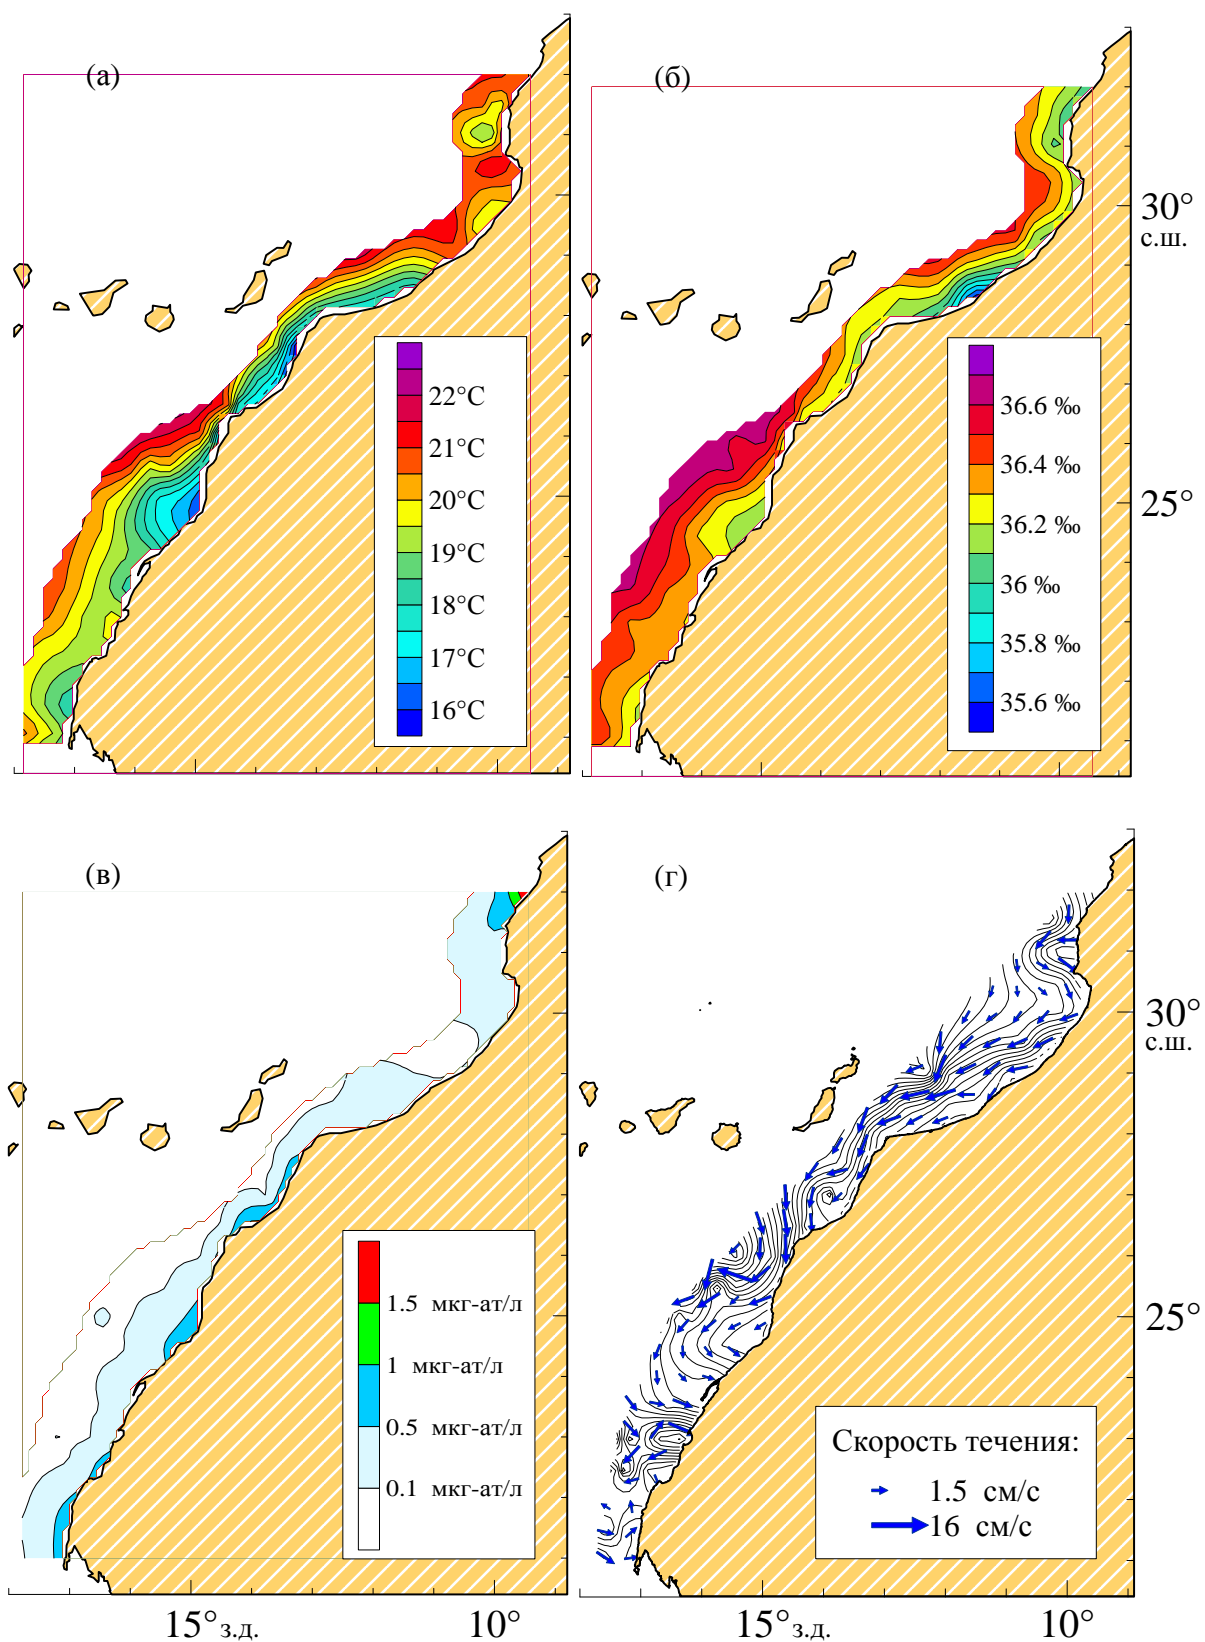 (а)
(б)
30°
с.ш.
22°C
21°C
20°C
19°C
18°C
17°C
16°C
36.6 ‰
36.4 ‰
36.2 ‰
36 ‰
35.8 ‰
35.6 ‰
25°
(в)
(г)
30°
с.ш.
1.5 мкг-ат/л
1 мкг-ат/л
0.5 мкг-ат/л
0.1 мкг-ат/л
25°
Скорость течения:
1.5 см/с
16 см/с
15° з.д.
10°
15° з.д.
10°